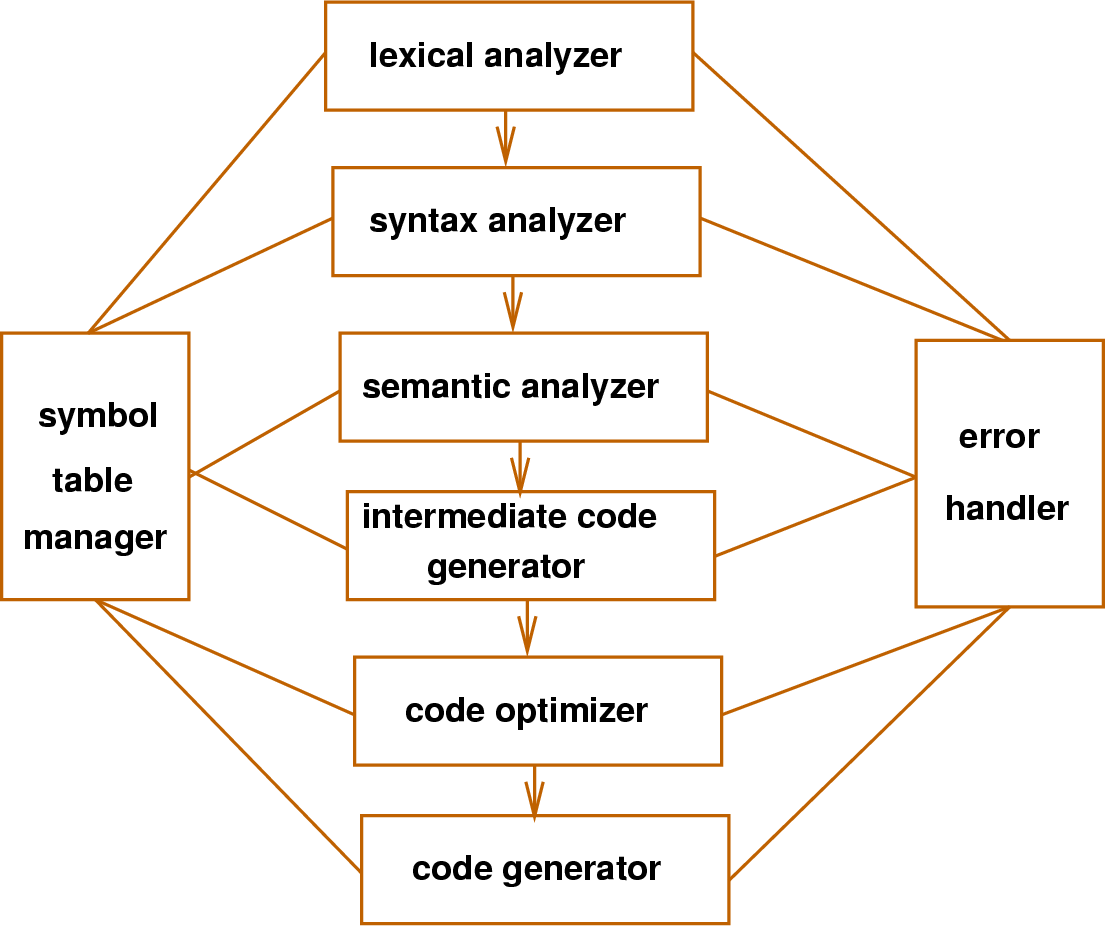 lexical analyzer
syntax analyzer
semantic analyzer
symbol
table
manager
error
handler
intermediate code
generator
code optimizer
code generator